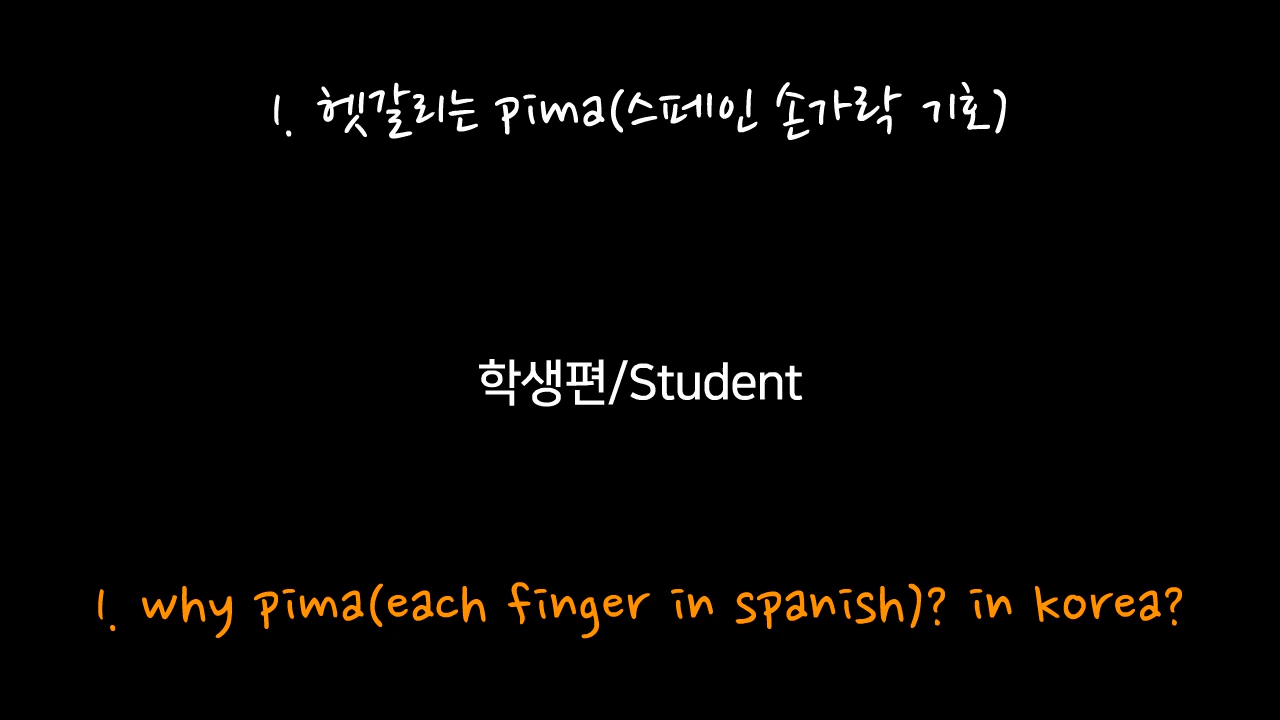 1. 헷갈리는 pima(스페인 손가락 기호)
학생편/Student
1. why pima(each finger in spanish)? in korea?